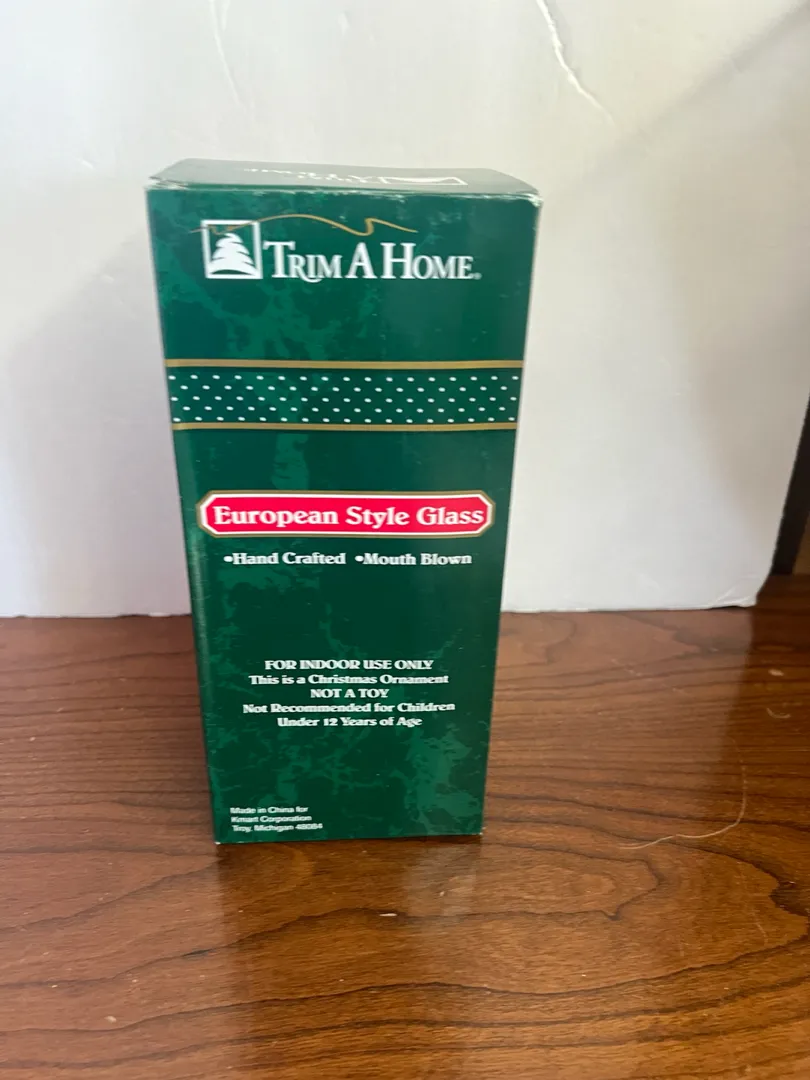 TRIM A HOME®
European Style Glass
•Hand Crafted •Mouth Blown
FOR INDOOR USE ONLY
This is a Christmas Ornament
NOT A TOY
Not Recommended for Children
Under 12 Years of Age
Made in China for
Kmart Corporation
Troy, Michigan 48084